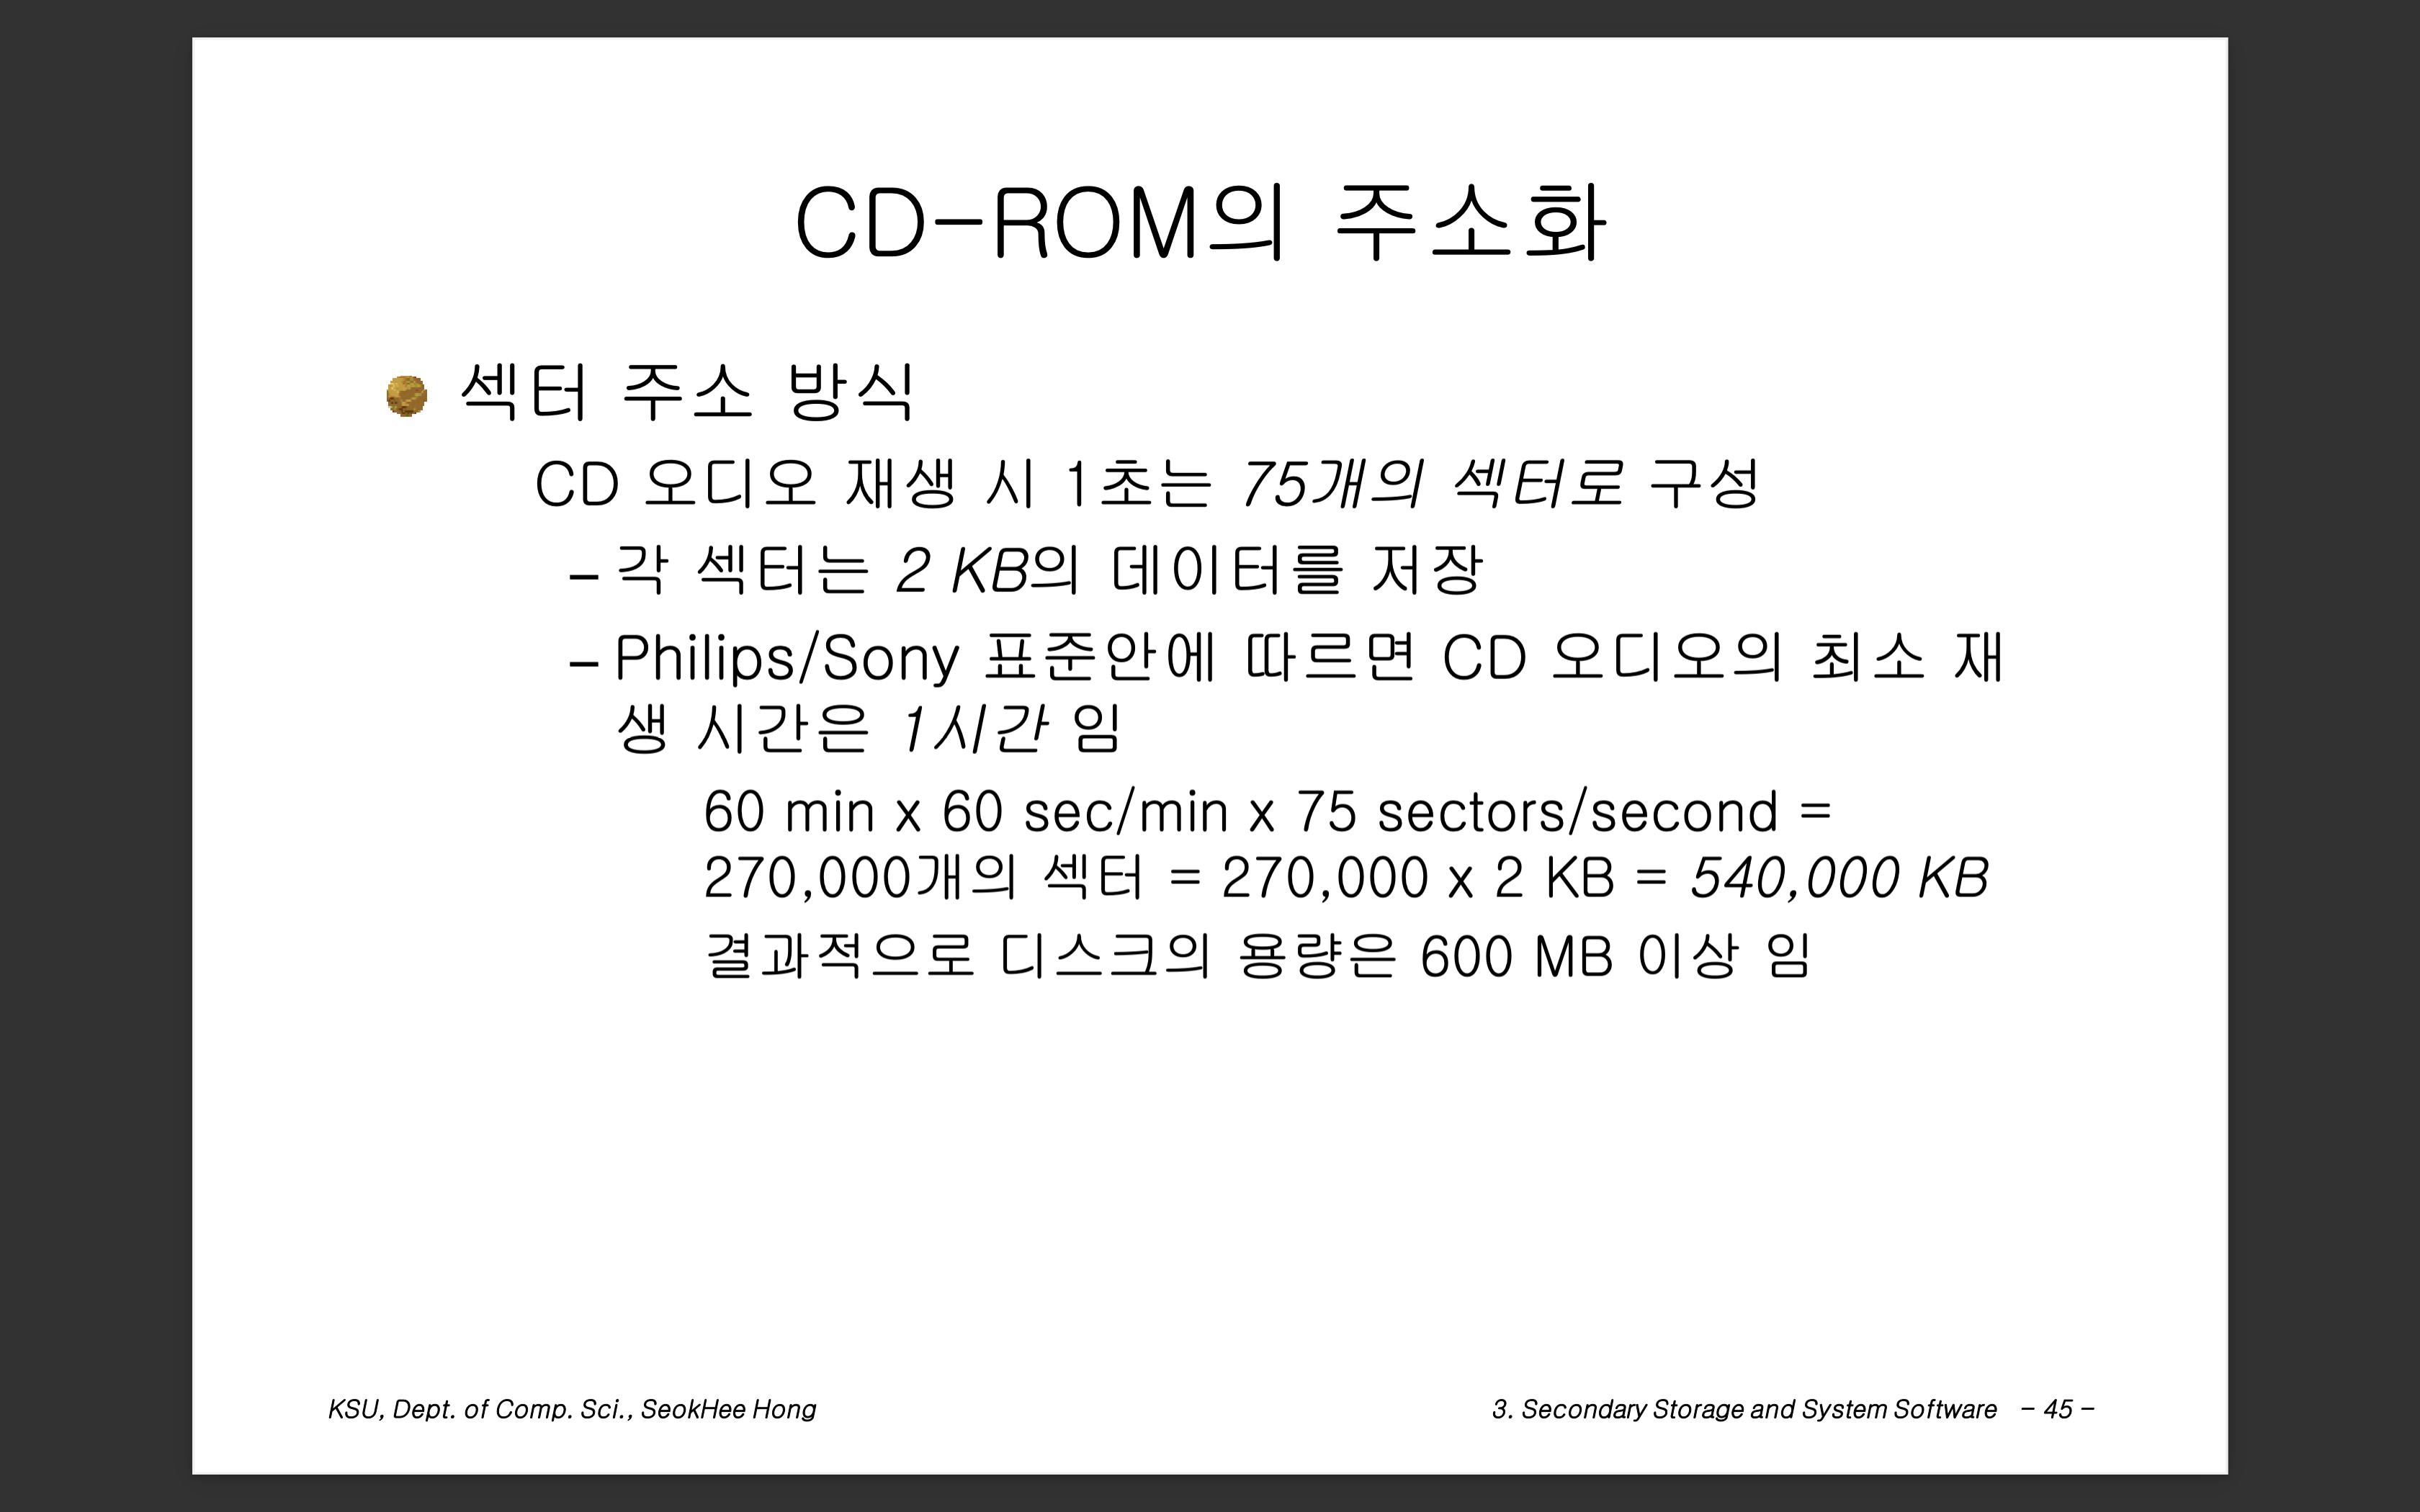 CD-ROM의 주소화
섹터 주소 방식
CD 오디오 재생 시 1초는 75개의 섹터로 구성
- 각 섹터는 2 KB의 데이터를 저장
- Philips/Sony 표준안에 따르면 CD 오디오의 최소 재
생 시간은 1시간 임
60 min x 60 sec/min x 75 sectors/second =
270,000개의 섹터 = 270,000 x 2 KB = 540,000 KB
결과적으로 디스크의 용량은 600 MB 이상 임
KSU, Dept. of Comp. Sci., SeokHee Hong
3. Secondary Storage and System Software - 45 -